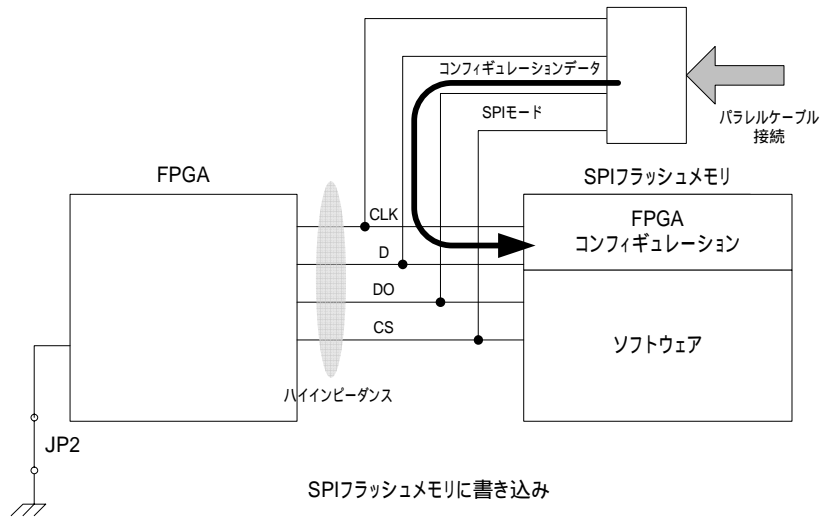 コンフィギュレーションデータ
SPIモード
パラレルケーブル
接続
FPGA
SPIフラッシュメモリ
CLK
FPGA
コンフィギュレーション
D
DO
CS
ソフトウェア
ハイインピーダンス
JP2
SPIフラッシュメモリに書き込み